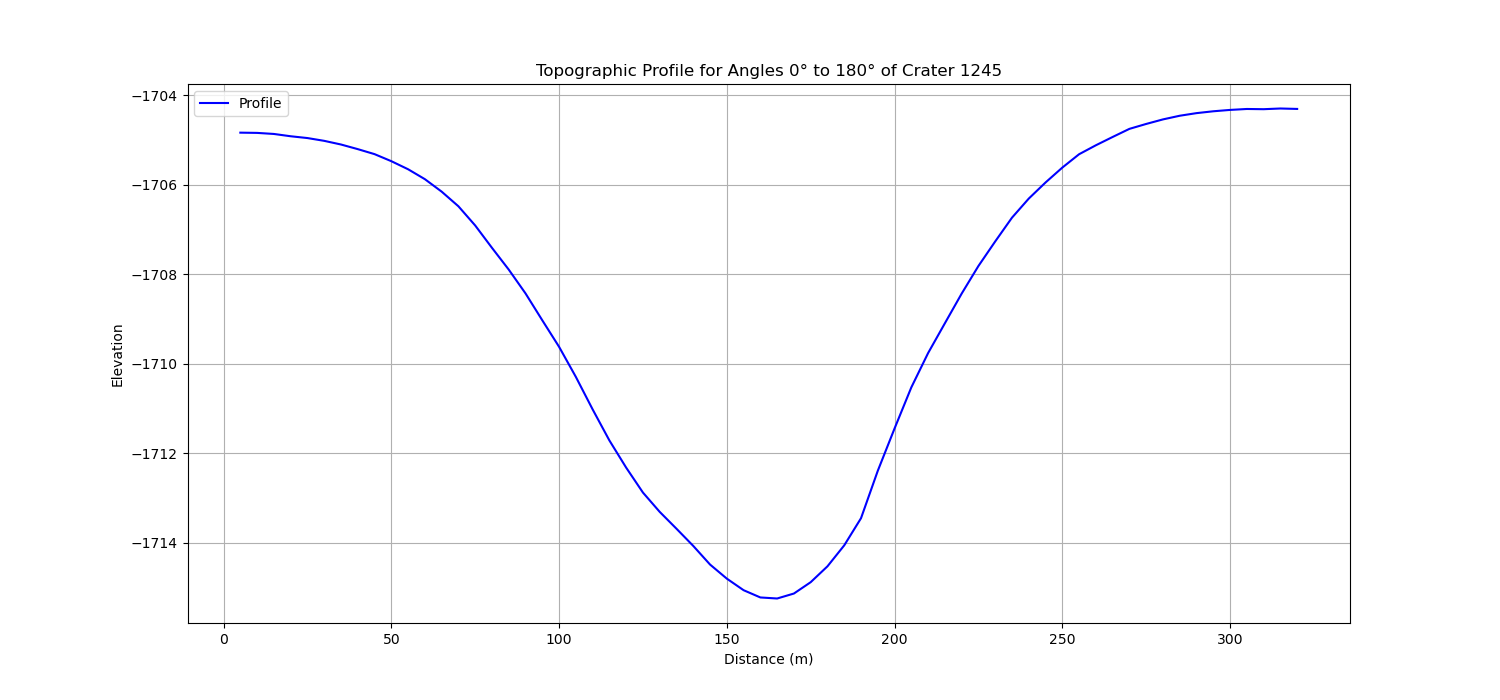 Topographic Profile for Angles 0° to 180° of Crater 1245
Profile
−1704
−1706
−1708
−1710
−1712
−1714
Elevation
0 50 100 150 200 250 300
Distance (m)